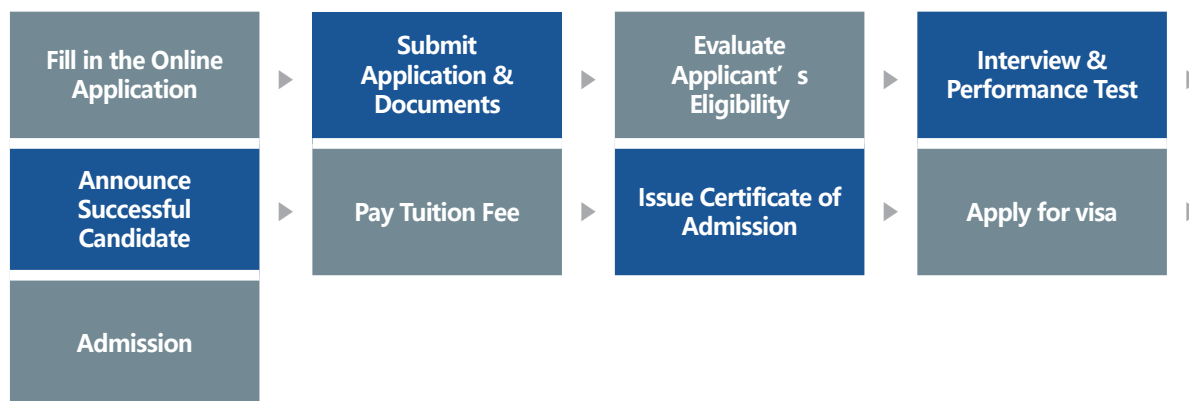 Fill in the Online
Application
Submit
Application &
Documents
Evaluate
Applicant’ s
Eligibility
Interview &
Performance Test
Announce
Successful
Candidate
Pay Tuition Fee
Issue Certificate of
Admission
Apply for visa
Admission